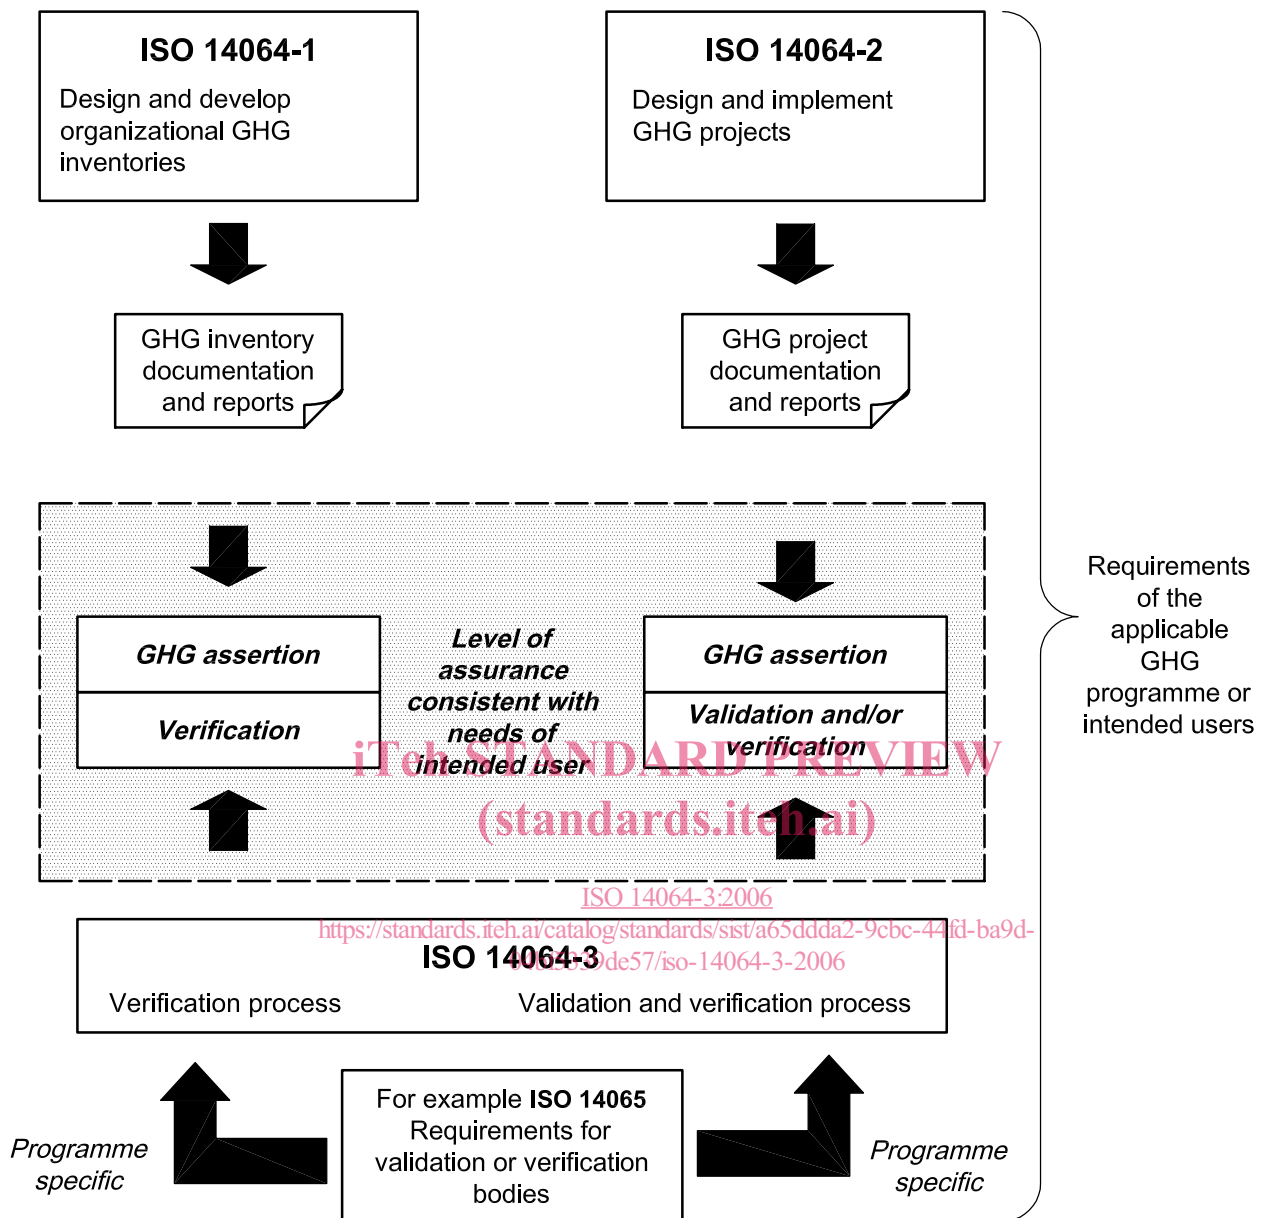 ISO 14064-1
Design and develop
organizational GHG
inventories
ISO 14064-2
Design and implement
GHG projects
GHG inventory
documentation
and reports
GHG project
documentation
and reports
GHG assertion
Verification
Level of
assurance
consistent with
needs of
intended user
GHG assertion
Validation and/or
verification
Requirements
of the
applicable
GHG
programme or
intended users
iTeh STANDARD PREVIEW
(standards.iteh.ai)
ISO 14064-3:2006
https://standards.iteh.ai/catalog/standards/sist/a65ddda2-9cbc-44fd-ba9d-
ISO 14064-3
Verification process
Validation and verification process
Programme
specific
For example ISO 14065
Requirements for
validation or verification
bodies
Programme
specific